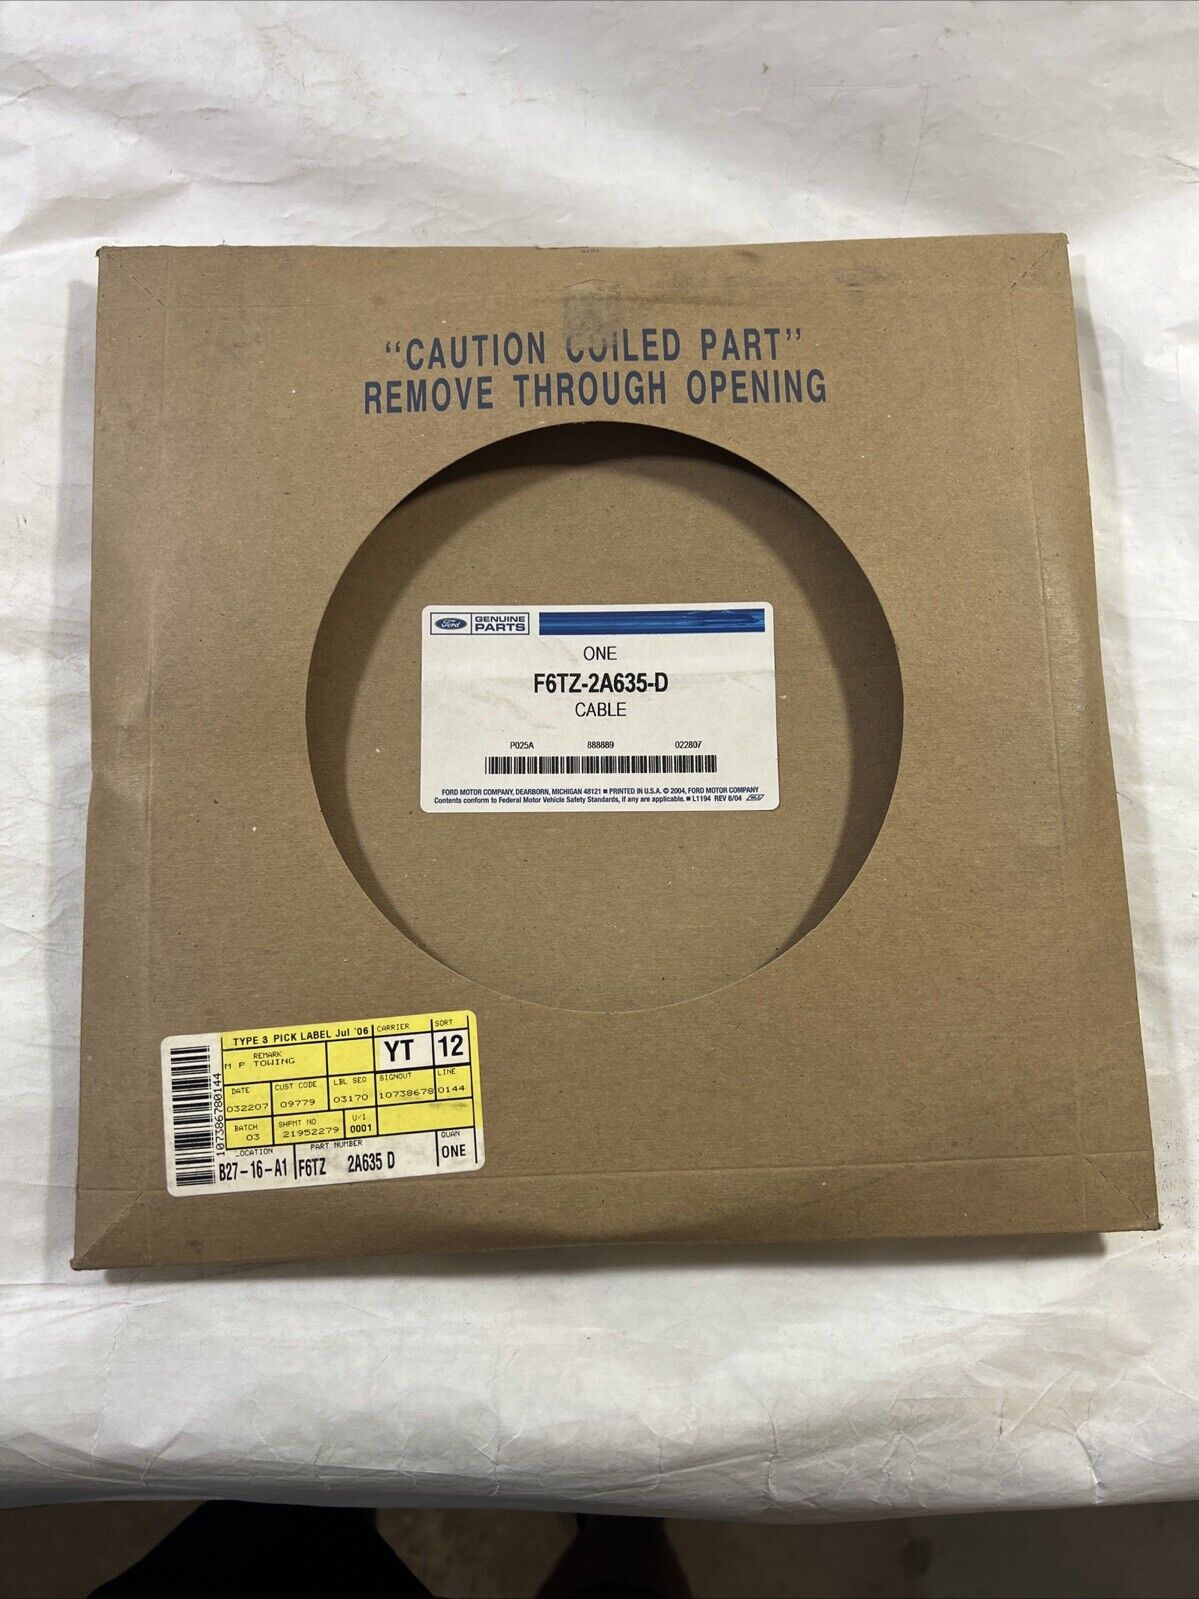 "CAUTION COILED PART"
REMOVE THROUGH OPENING
Ford GENUINE PARTS
ONE
F6TZ-2A635-D
CABLE
P025A 888889 022807
FORD MOTOR COMPANY, DEARBORN, MICHIGAN 48121 ■ PRINTED IN U.S.A. © 2004, FORD MOTOR COMPANY
Contents conform to Federal Motor Vehicle Safety Standards, if any are applicable. ■ L1194 REV 8/04
107386780144
TYPE 3 PICK LABEL Jul '06 CARRIER SORT
REMARK YT 12
M P TOWING
DATE CUST CODE LBL SEQ SIGNOUT LINE
032207 09779 03170 10738678 0144
BATCH SHPMT NO U/I
03 21952279 0001
LOCATION PART NUMBER QUAN
B27-16-A1 F6TZ 2A635 D ONE